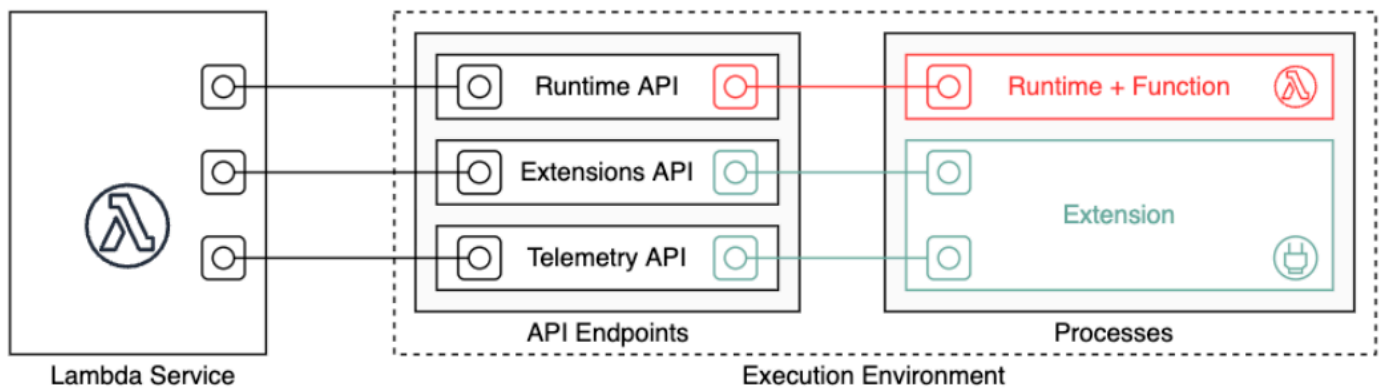 Runtime API
Runtime + Function
Extensions API
Extension
Telemetry API
API Endpoints
Processes
Lambda Service
Execution Environment